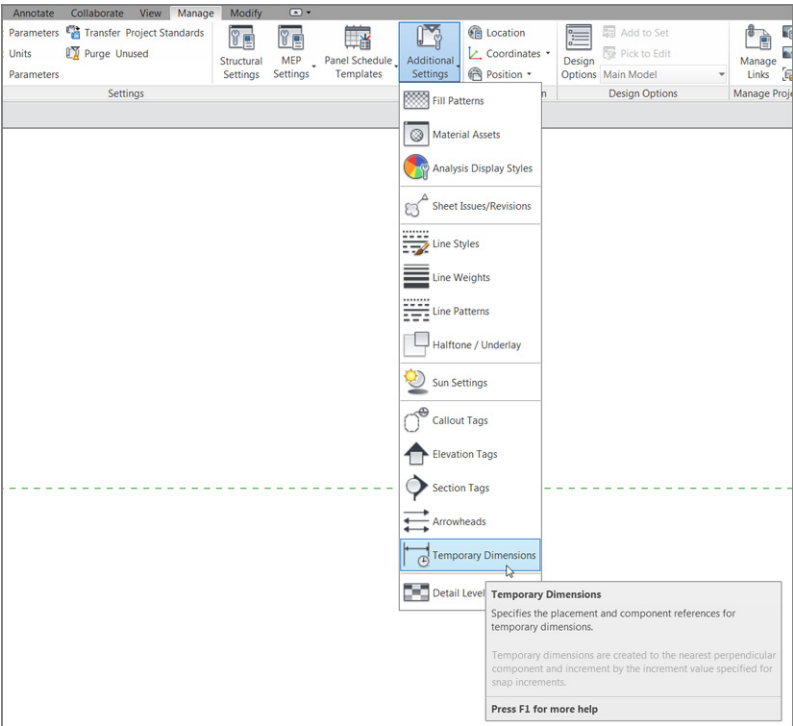 Annotate Collaborate View Manage Modify
Parameters Transfer Project Standards
Units Purge Unused
Parameters
Structural Settings
MEP Settings
Panel Schedule Templates
Additional Settings
Location
Coordinates
Position
Design Options
Add to Set
Pick to Edit
Main Model
Manage Links
Settings
n
Design Options
Manage Proje
Fill Patterns
Material Assets
Analysis Display Styles
Sheet Issues/Revisions
Line Styles
Line Weights
Line Patterns
Halftone / Underlay
Sun Settings
Callout Tags
Elevation Tags
Section Tags
Arrowheads
Temporary Dimensions
Detail Level
Temporary Dimensions
Specifies the placement and component references for
temporary dimensions.
Temporary dimensions are created to the nearest perpendicular
component and increment by the increment value specified for
snap increments.
Press F1 for more help